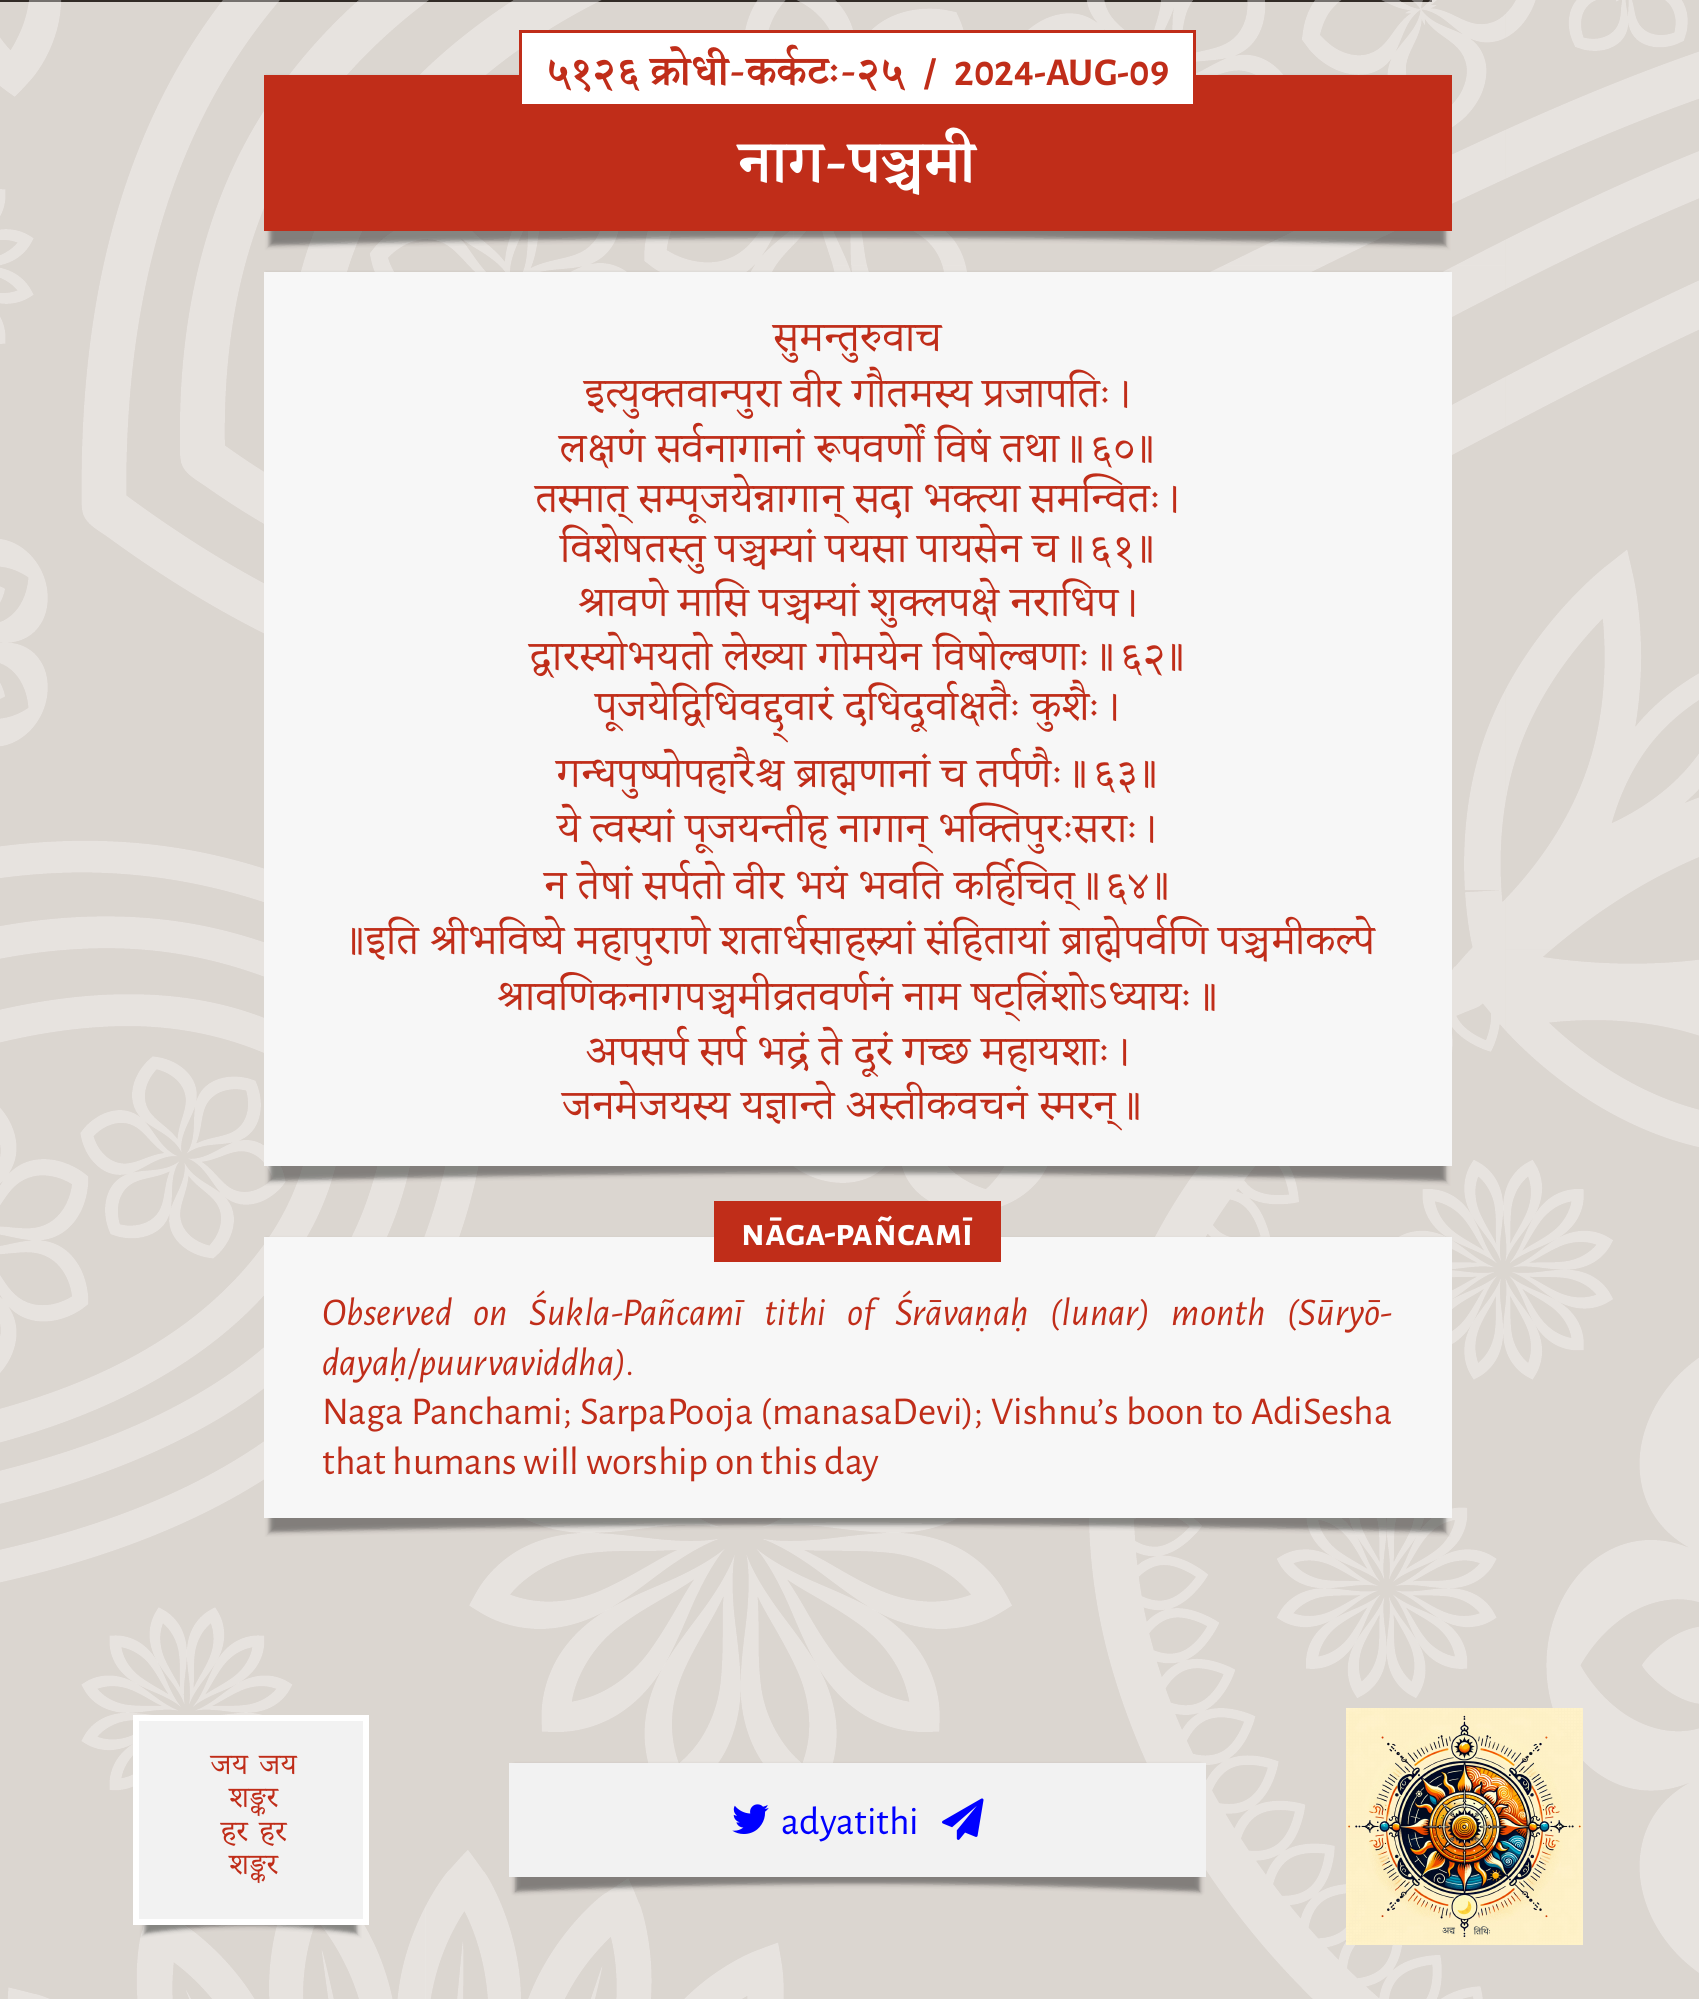 ५१२६ क्रोधी-कर्कटः-२५ / 2024-AUG-09
नाग-पञ्चमी
सुमन्तुरुवाच
इत्युक्तवान्पुरा वीर गौतमस्य प्रजापतिः।
लक्षणं सर्वनागानां रूपवर्णों विषं तथा॥६०॥
तस्मात् सम्पूजयेन्नागान् सदा भक्त्या समन्वितः।
विशेषतस्तु पञ्चम्यां पयसा पायसेन च॥६१॥
श्रावणे मासि पञ्चम्यां शुक्लपक्षे नराधिप।
द्वारस्योभयतो लेख्या गोमयेन विषोल्बणाः॥६२॥
पूजयेद्विधिवद्द्वारं दधिदूर्वाक्षतैः कुशैः।
गन्धपुष्पोपहारैश्च ब्राह्मणानां च तर्पणैः॥६३॥
ये त्वस्यां पूजयन्तीह नागान् भक्तिपुरःसराः।
न तेषां सर्पतो वीर भयं भवति कर्हिचित्॥६४॥
॥इति श्रीभविष्ये महापुराणे शतार्धसाहस्र्यां संहितायां ब्राह्मेपर्वणि पञ्चमीकल्पे
श्रावणिकनागपञ्चमीव्रतवर्णनं नाम षट्त्रिंशोऽध्यायः॥
अपसर्प सर्प भद्रं ते दूरं गच्छ महायशाः।
जनमेजयस्य यज्ञान्ते अस्तीकवचनं स्मरन्॥
NĀGA-PAÑCAMĪ
Observed on Śukla-Pañcamī tithi of Śrāvaṇaḥ (lunar) month (Sūryō-
dayaḥ/puurvaviddha).
Naga Panchami; SarpaPooja (manasaDevi); Vishnu’s boon to AdiSesha
that humans will worship on this day
जय जय
शङ्कर
हर हर
शङ्कर
adyatithi
अद्य तिथिः